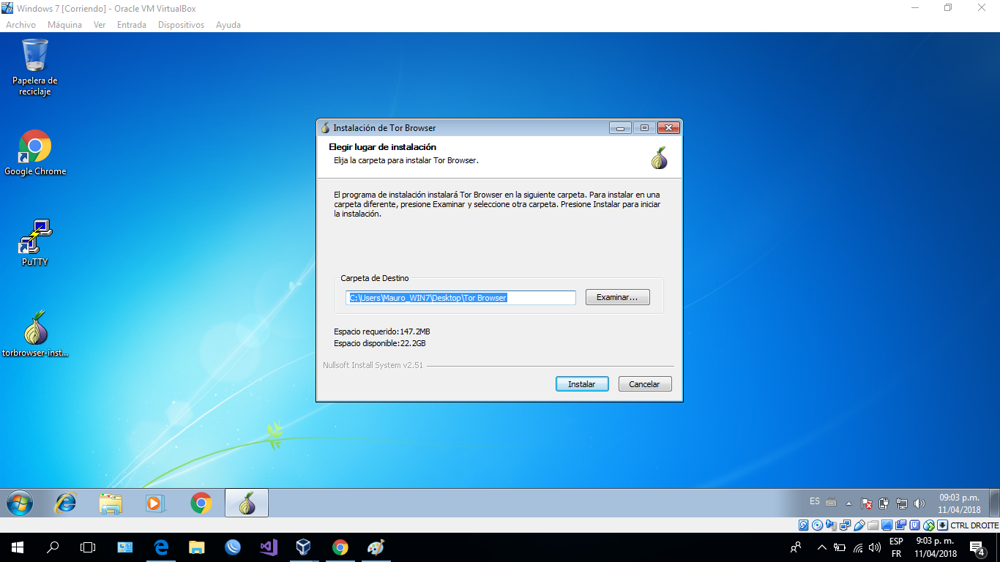 Windows 7 [Corriendo] - Oracle VM VirtualBox
Archivo Máquina Ver Entrada Dispositivos Ayuda
Papelera de
reciclaje
Google Chrome
PuTTY
torbrowser-inst...
Instalación de Tor Browser
Elegir lugar de instalación
Elija la carpeta para instalar Tor Browser.
El programa de instalación instalará Tor Browser en la siguiente carpeta. Para instalar en una
carpeta diferente, presione Examinar y seleccione otra carpeta. Presione Instalar para iniciar
la instalación.
Carpeta de Destino
C:\Users\Mauro_WIN7\Desktop\Tor Browser
Examinar...
Espacio requerido:147.2MB
Espacio disponible:22.2GB
Nullsoft Install System v2.51
Instalar Cancelar
ES
09:03 p.m.
11/04/2018
CTRL DROITE
ESP
FR
9:03 p. m.
11/04/2018
4